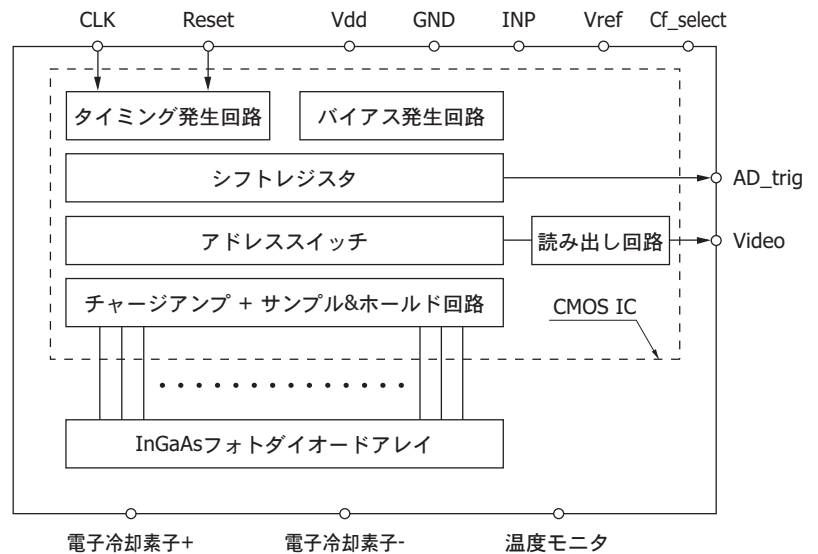 CLK Reset Vdd GND INP Vref Cf_select
タイミング発生回路 バイアス発生回路
シフトレジスタ AD_trig
アドレススイッチ 読み出し回路 Video
チャージアンプ + サンプル&ホールド回路
CMOS IC
InGaAsフォトダイオードアレイ
電子冷却素子+ 電子冷却素子- 温度モニタ